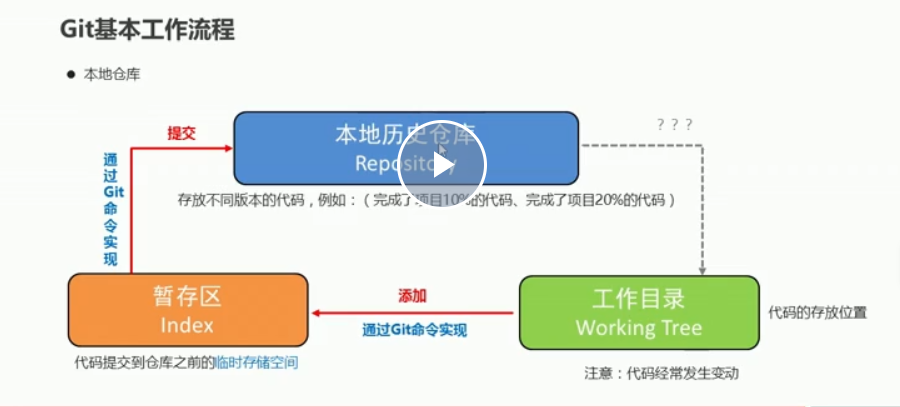 Git基本工作流程
● 本地仓库
提交
本地历史仓库
Repository
? ? ?
通过Git命令实现
存放不同版本的代码，例如：（完成了项目10%的代码、完成了项目20%的代码）
暂存区
Index
添加
通过Git命令实现
工作目录
Working Tree
代码的存放位置
代码提交到仓库之前的临时存储空间
注意：代码经常发生变动